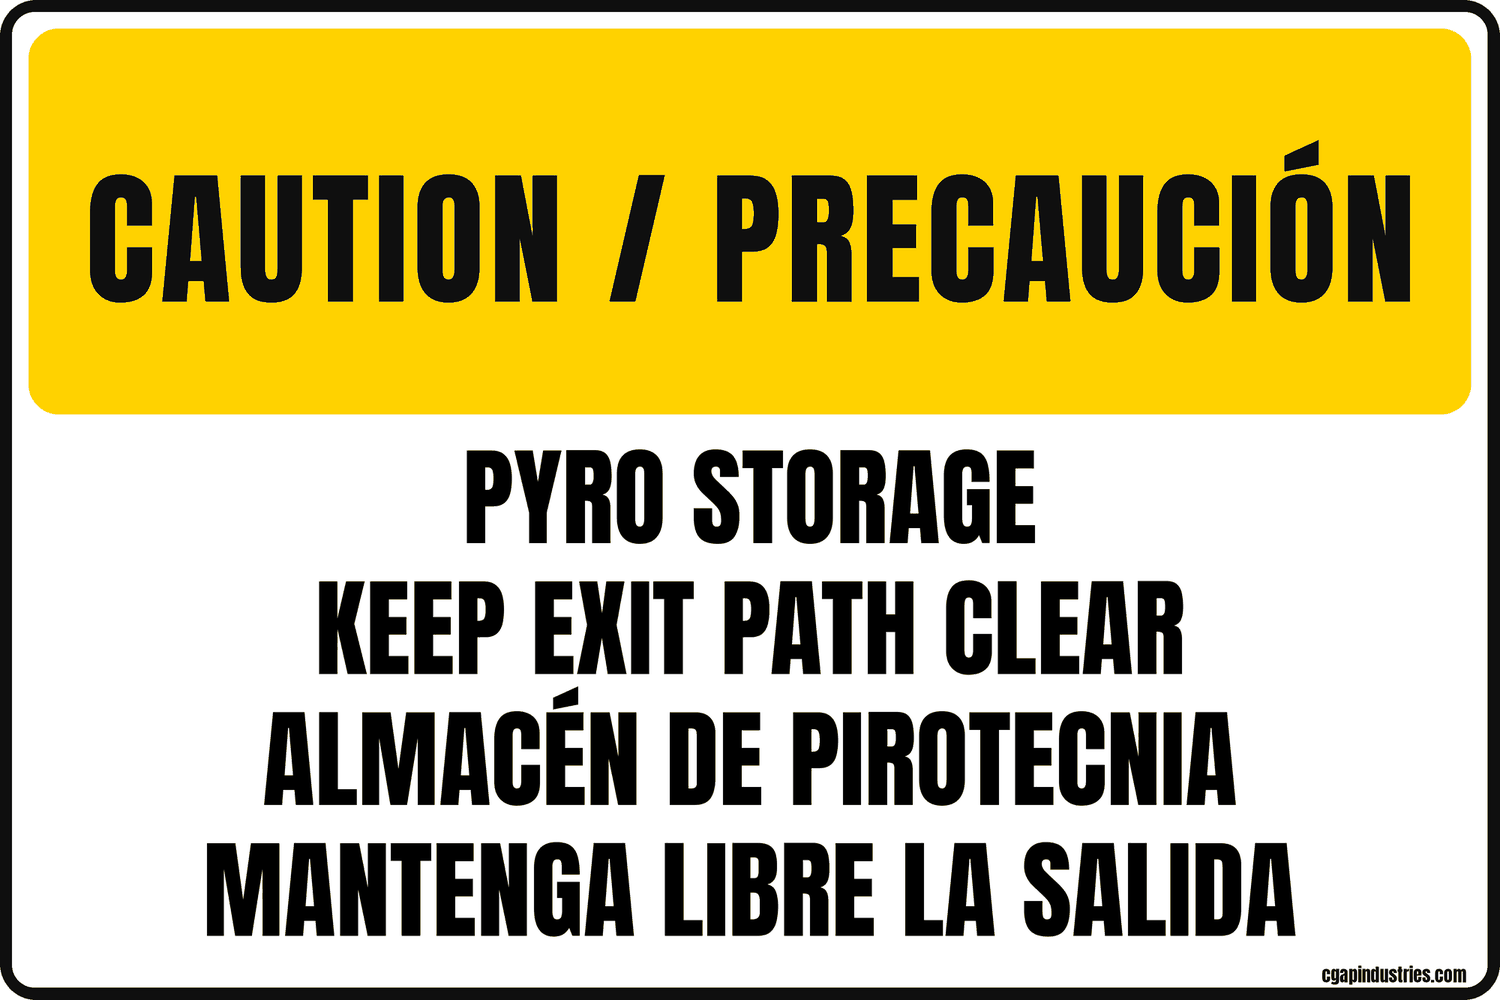 CAUTION / PRECAUCIÓN
PYRO STORAGE
KEEP EXIT PATH CLEAR
ALMACÉN DE PIROTECNIA
MANTENGA LIBRE LA SALIDA
cgapindustries.com